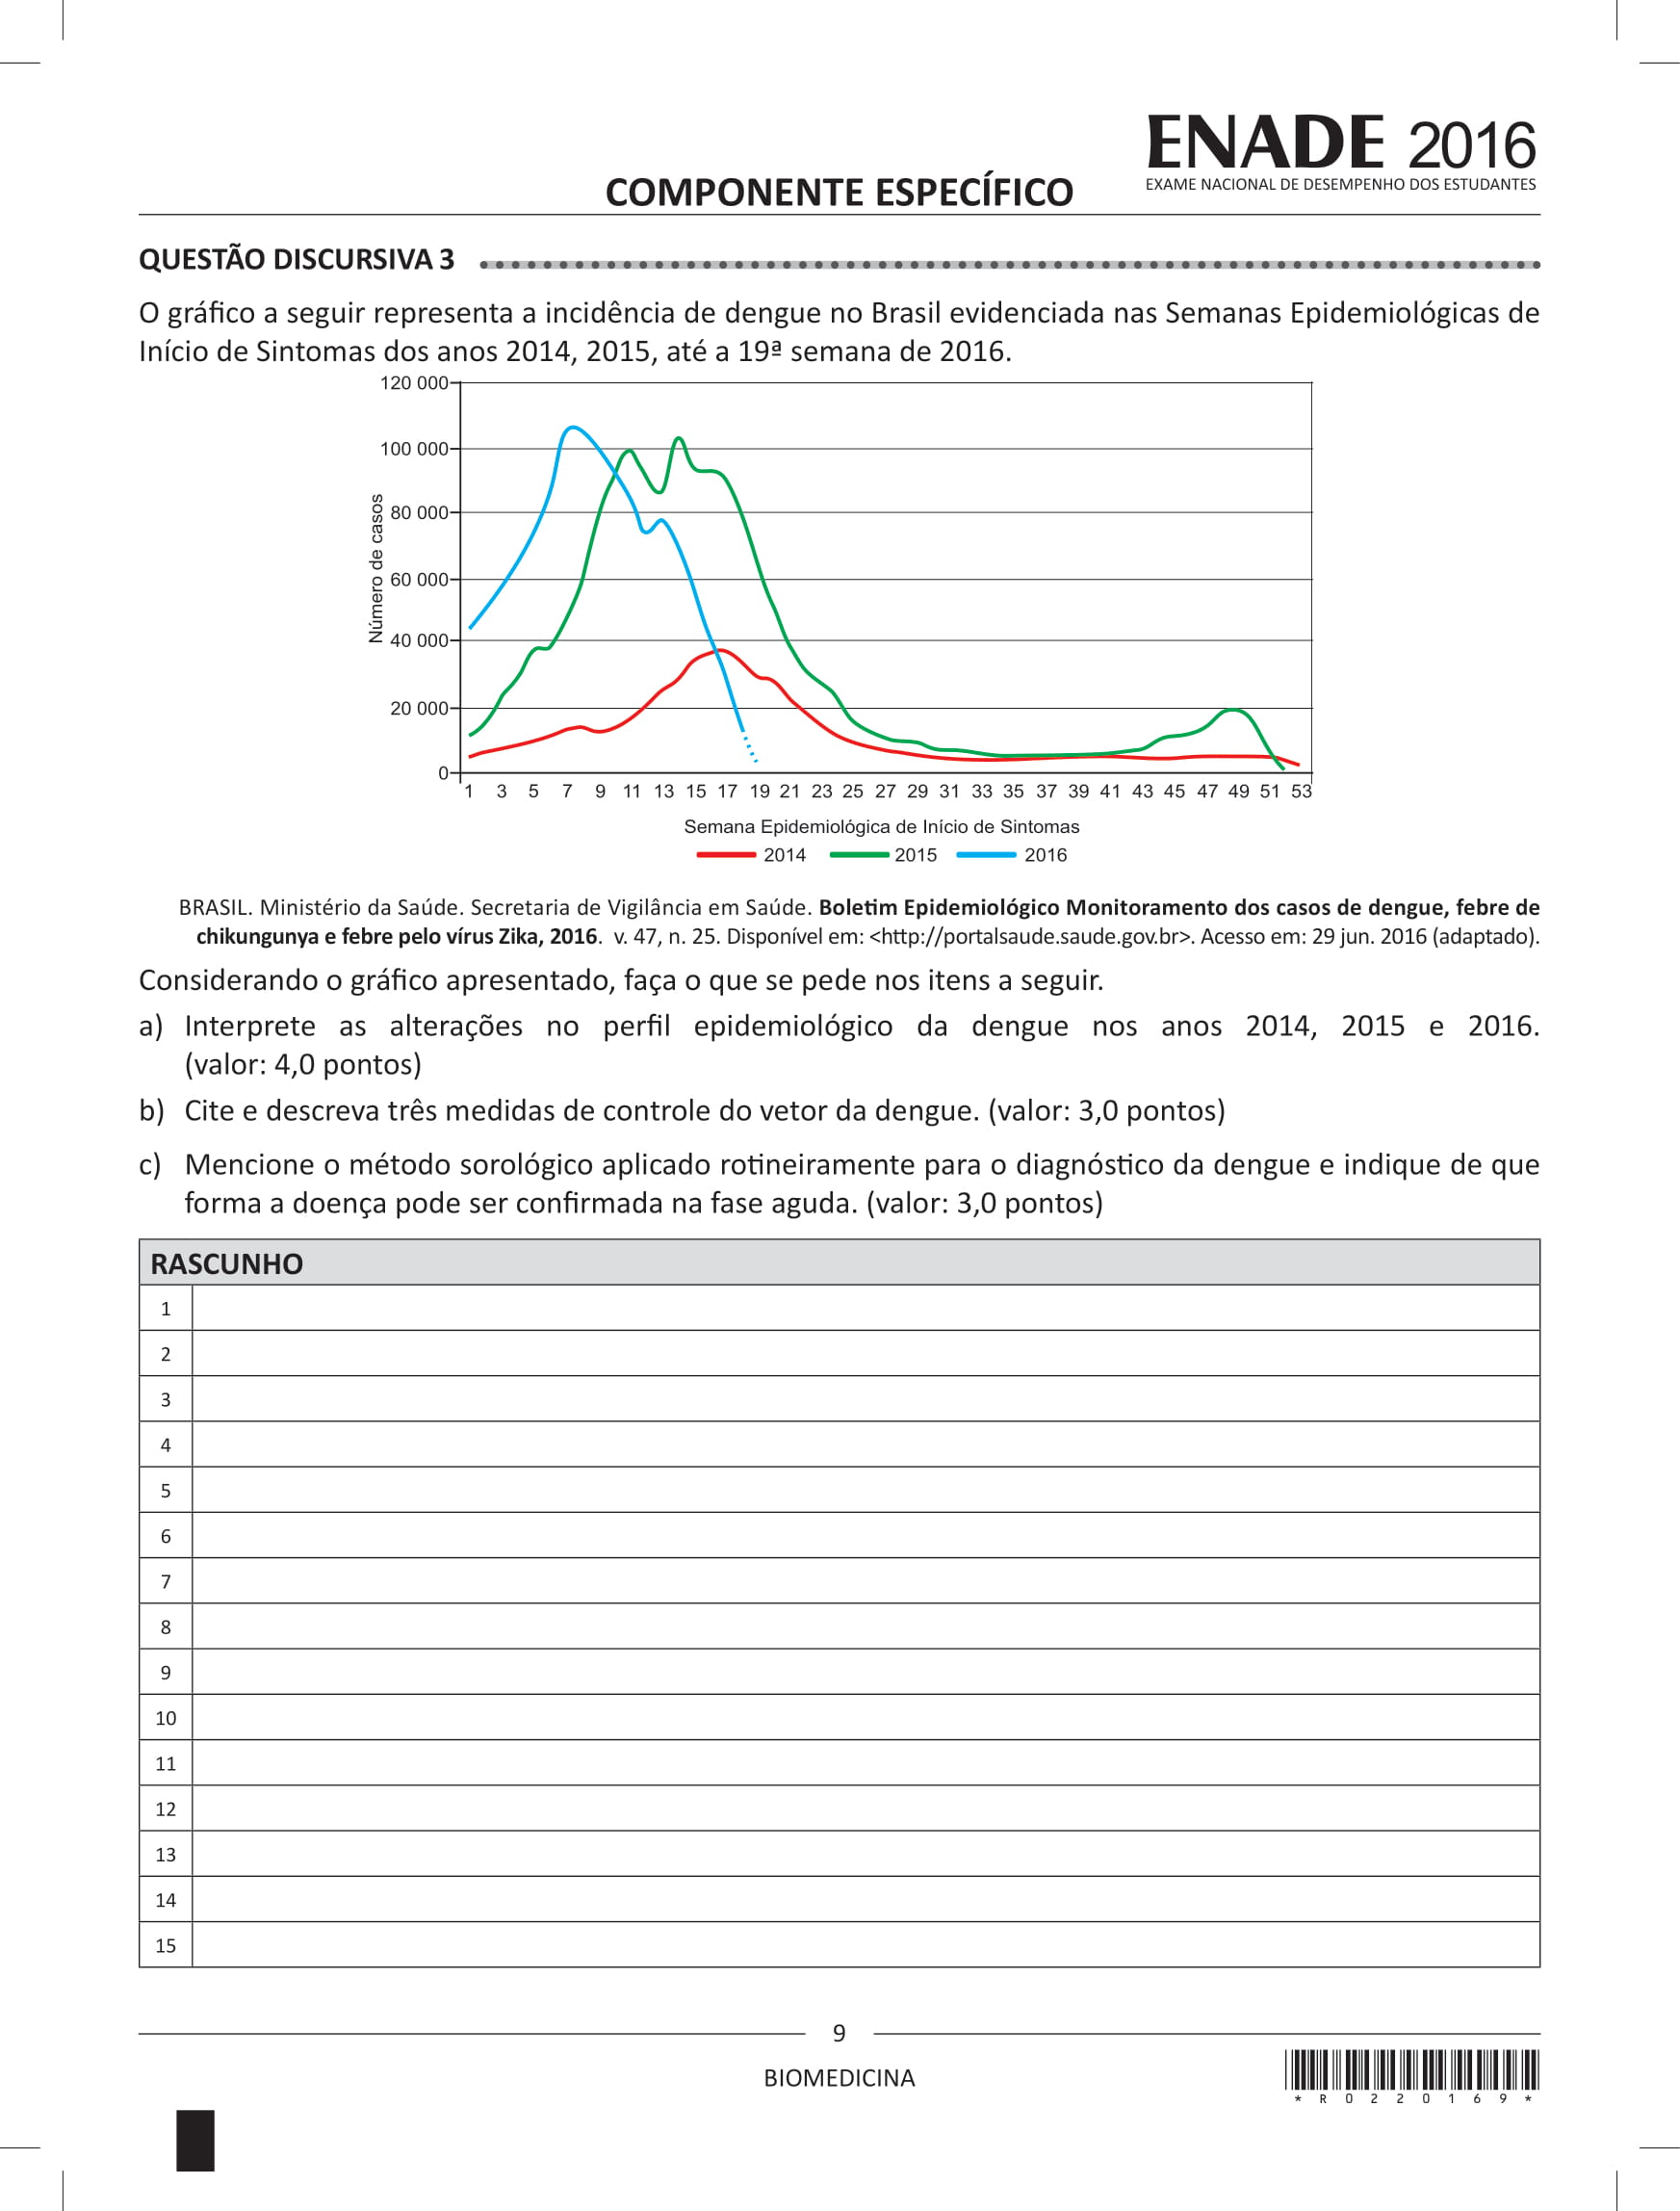 ENADE 2016
EXAME NACIONAL DE DESEMPENHO DOS ESTUDANTES
COMPONENTE ESPECÍFICO
QUESTÃO DISCURSIVA 3
O gráfico a seguir representa a incidência de dengue no Brasil evidenciada nas Semanas Epidemiológicas de
Início de Sintomas dos anos 2014, 2015, até a 19ª semana de 2016.
120 000
100 000
80 000
60 000
40 000
20 000
0
Número de casos
1 3 5 7 9 11 13 15 17 19 21 23 25 27 29 31 33 35 37 39 41 43 45 47 49 51 53
Semana Epidemiológica de Início de Sintomas
2014 2015 2016
BRASIL. Ministério da Saúde. Secretaria de Vigilância em Saúde. Boletim Epidemiológico Monitoramento dos casos de dengue, febre de
chikungunya e febre pelo vírus Zika, 2016. v. 47, n. 25. Disponível em: <http://portalsaude.saude.gov.br>. Acesso em: 29 jun. 2016 (adaptado).
Considerando o gráfico apresentado, faça o que se pede nos itens a seguir.
a) Interprete as alterações no perfil epidemiológico da dengue nos anos 2014, 2015 e 2016.
(valor: 4,0 pontos)
b) Cite e descreva três medidas de controle do vetor da dengue. (valor: 3,0 pontos)
c) Mencione o método sorológico aplicado rotineiramente para o diagnóstico da dengue e indique de que
forma a doença pode ser confirmada na fase aguda. (valor: 3,0 pontos)
RASCUNHO
1
2
3
4
5
6
7
8
9
10
11
12
13
14
15
9
BIOMEDICINA
* R 0 2 2 0 1 6 9 *